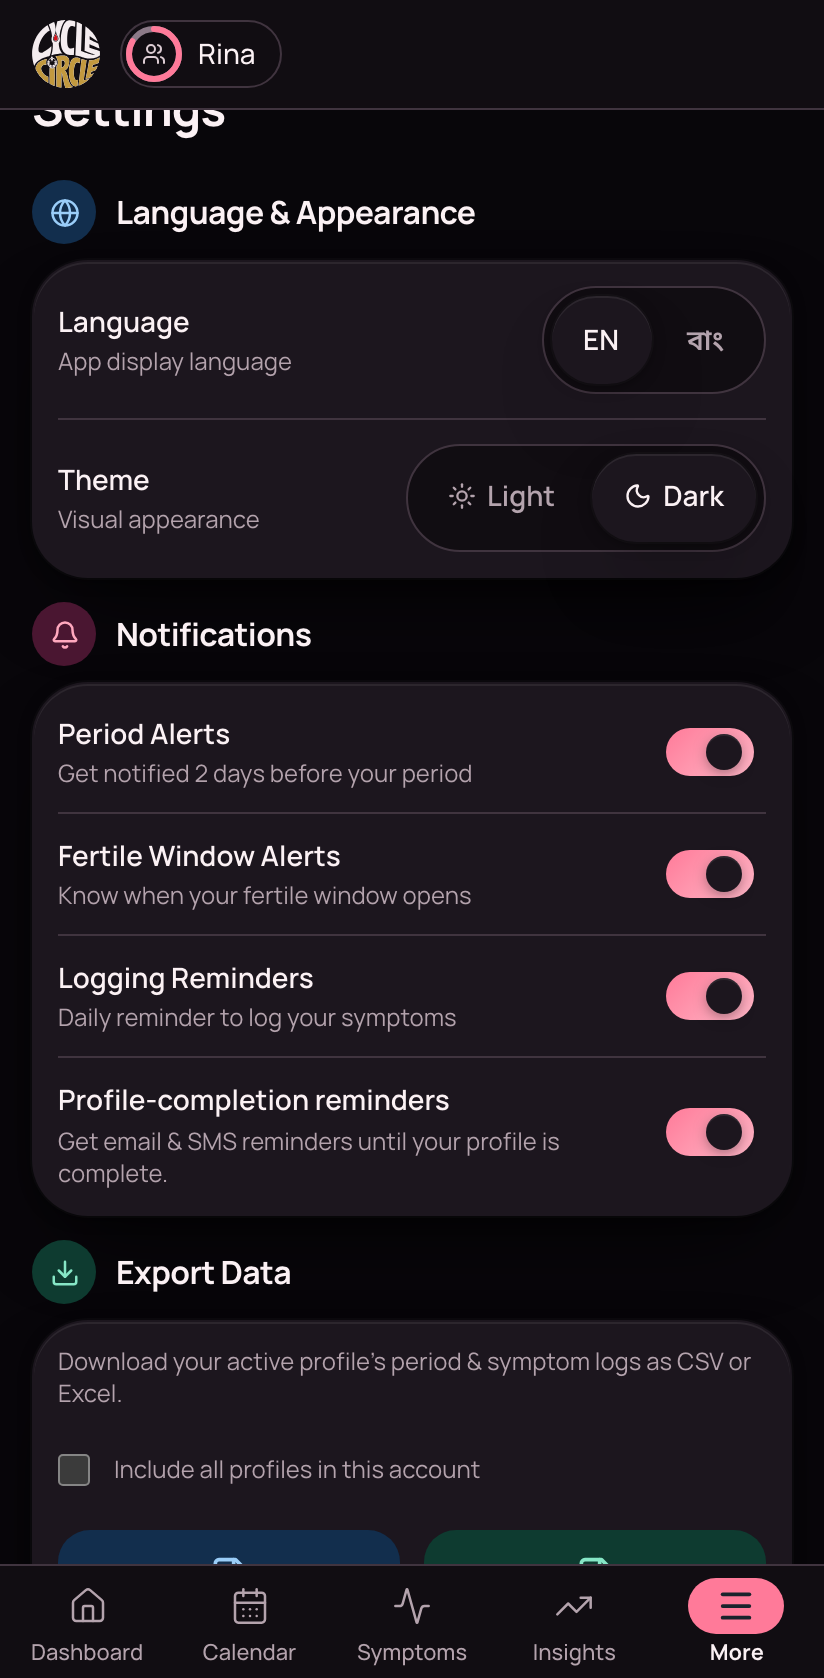 CYCLE
CIRCLE
Rina
Settings
Language & Appearance
Language
App display language
EN
বাং
Theme
Visual appearance
Light
Dark
Notifications
Period Alerts
Get notified 2 days before your period
Fertile Window Alerts
Know when your fertile window opens
Logging Reminders
Daily reminder to log your symptoms
Profile-completion reminders
Get email & SMS reminders until your profile is
complete.
Export Data
Download your active profile's period & symptom logs as CSV or
Excel.
Include all profiles in this account
Dashboard
Calendar
Symptoms
Insights
More